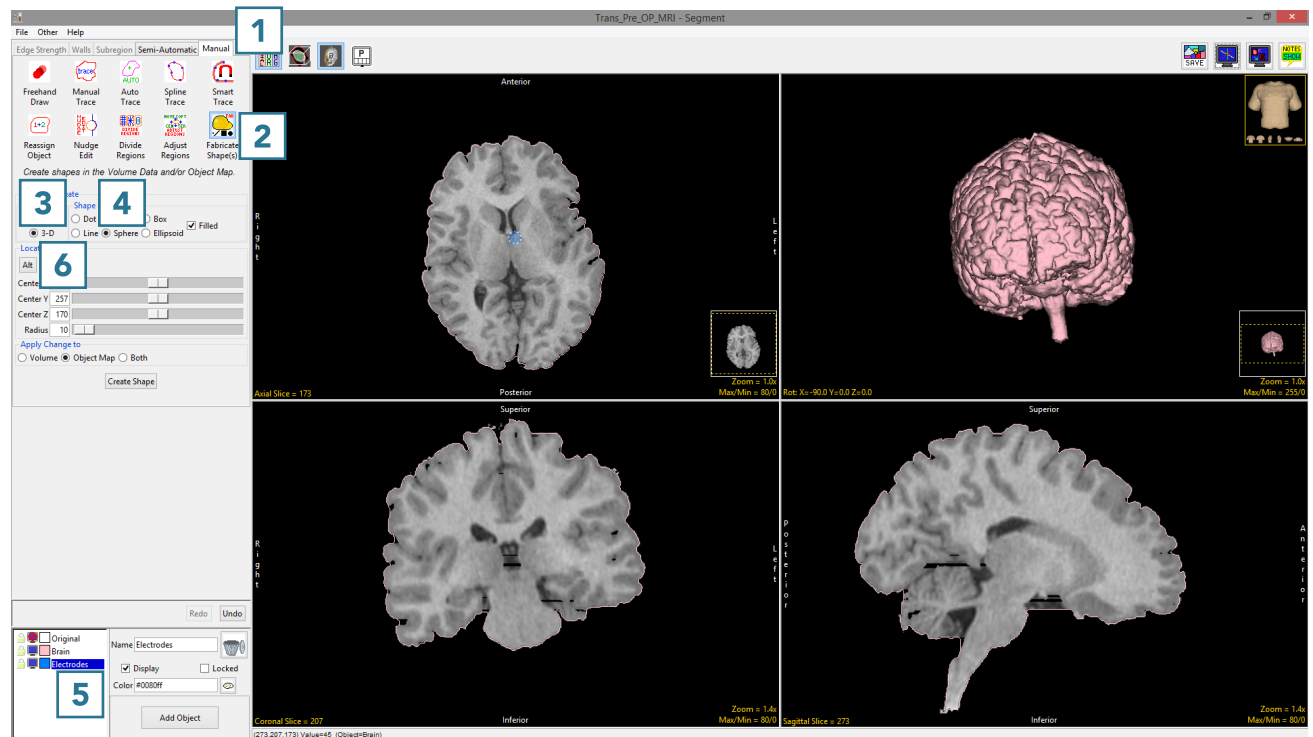 Trans_Pre_OP_MRI - Segment
File Other Help
1
Edge Strength Walls Subregion Semi-Automatic Manual
trace
AUTO
Freehand Draw
Manual Trace
Auto Trace
Spline Trace
Smart Trace
1+2
DIVIDE REGIONS
2
Reassign Object
Nudge Edit
Divide Regions
Adjust Regions
Fabricate Shape(s)
Create shapes in the Volume Data and/or Object Map.
3
4
Shape
Dot
Box
Filled
3-D
Line
Sphere
Ellipsoid
6
Alt
Center Y 257
Center Z 170
Radius 10
Apply Change to
Volume Object Map Both
Create Shape
Redo Undo
Original
Brain
Electrodes
5
Name Electrodes
Display Locked
Color #0080ff
Add Object
P
SAVE
NOTES
SHOW
Anterior
Right
Left
Zoom = 1.0x
Axial Slice = 173
Posterior
Max/Min = 80/0
Zoom = 1.0x
Rot: X=-90.0 Y=0.0 Z=0.0
Max/Min = 255/0
Superior
Right
Left
Zoom = 1.4x
Coronal Slice = 207
Inferior
Max/Min = 80/0
Superior
Posterior
Anterior
Zoom = 1.4x
Sagittal Slice = 273
Inferior
Max/Min = 80/0
(273,207,173) Value=45 (Object=Brain)